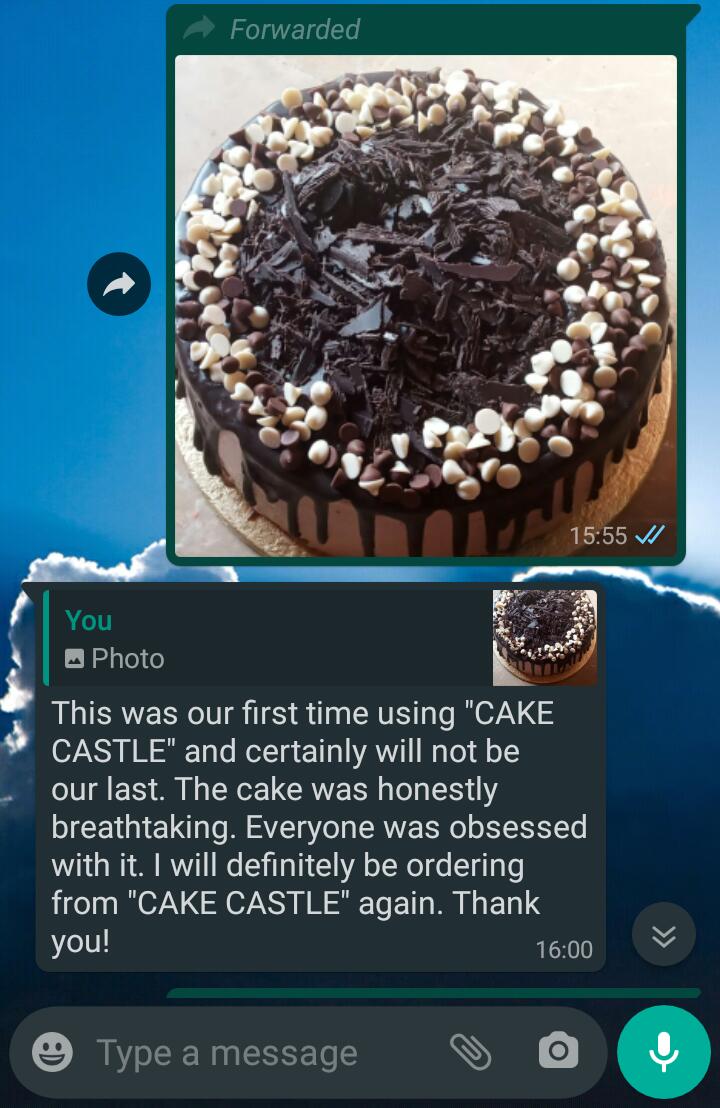 Forwarded
15:55
You
Photo
This was our first time using "CAKE
CASTLE" and certainly will not be
our last. The cake was honestly
breathtaking. Everyone was obsessed
with it. I will definitely be ordering
from "CAKE CASTLE" again. Thank
you!
16:00
Type a message